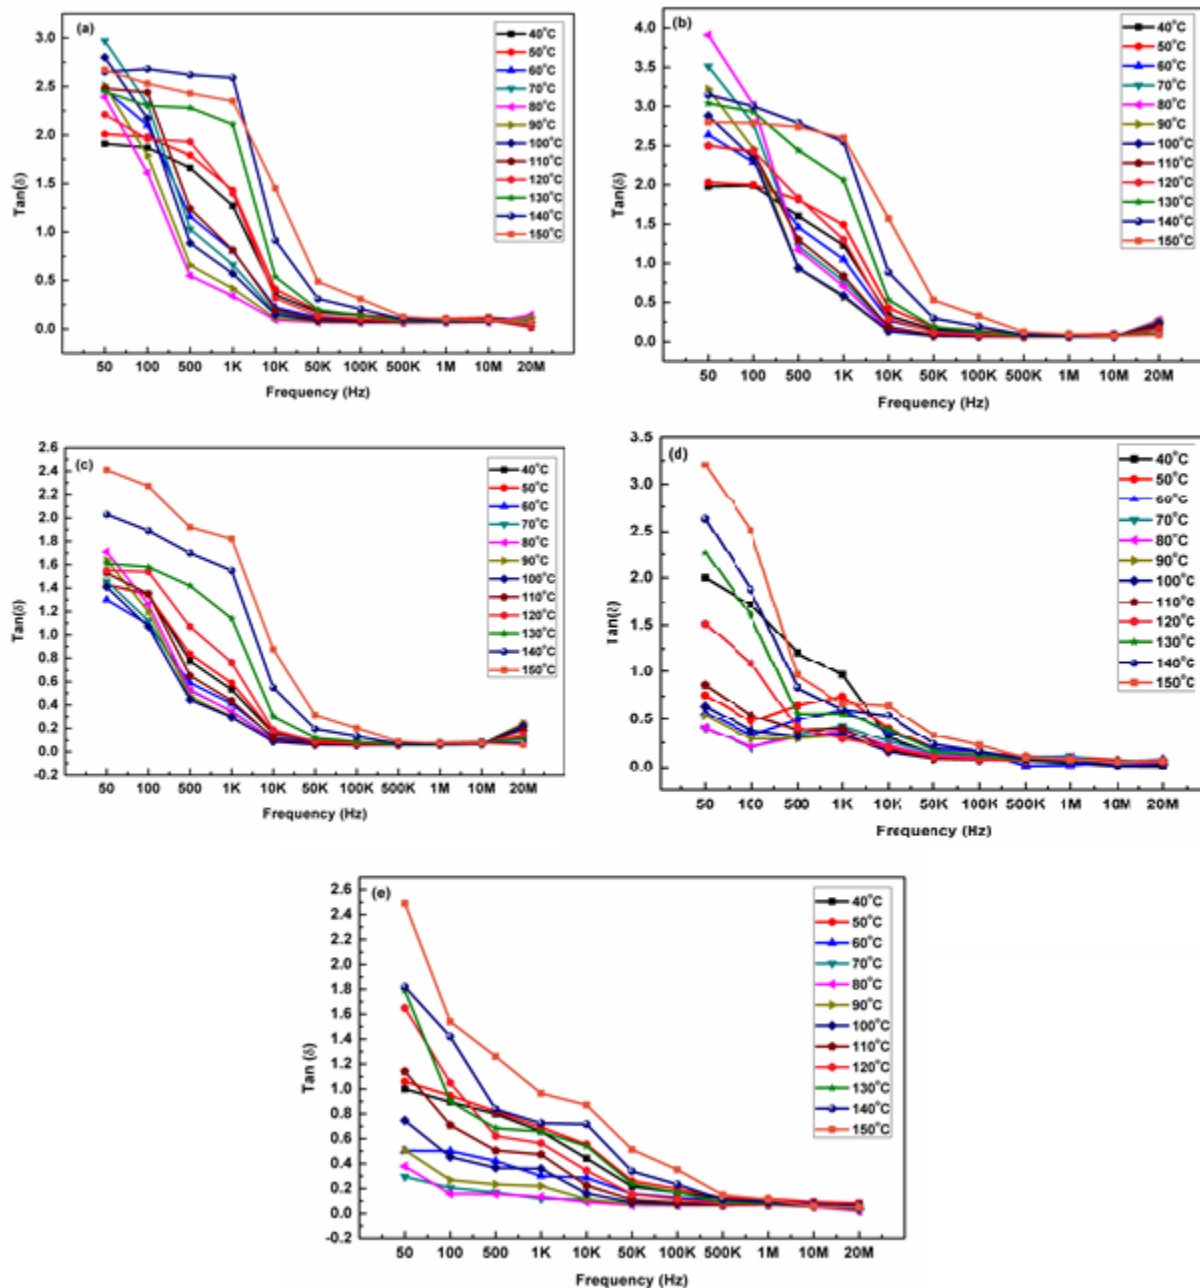 (a)
3.0
2.5
2.0
1.5
1.0
0.5
0.0
Tan(δ)
40°C
50°C
60°C
70°C
80°C
90°C
100°C
110°C
120°C
130°C
140°C
150°C
50 100 500 1K 10K 50K 100K 500K 1M 10M 20M
Frequency (Hz)
(b)
4.0
3.5
3.0
2.5
2.0
1.5
1.0
0.5
0.0
Tan(δ)
40°C
50°C
60°C
70°C
80°C
90°C
100°C
110°C
120°C
130°C
140°C
150°C
50 100 500 1K 10K 50K 100K 500K 1M 10M 20M
Frequency (Hz)
(c)
2.6
2.4
2.2
2.0
1.8
1.6
1.4
1.2
1.0
0.8
0.6
0.4
0.2
0.0
-0.2
Tan(δ)
40°C
50°C
60°C
70°C
80°C
90°C
100°C
110°C
120°C
130°C
140°C
150°C
50 100 500 1K 10K 50K 100K 500K 1M 10M 20M
Frequency (Hz)
(d)
3.5
3.0
2.5
2.0
1.5
1.0
0.5
0.0
Tan(δ)
40°C
50°C
60°C
70°C
80°C
90°C
100°C
110°C
120°C
130°C
140°C
150°C
50 100 500 1K 10K 50K 100K 500K 1M 10M 20M
Frequency (Hz)
(e)
2.6
2.4
2.2
2.0
1.8
1.6
1.4
1.2
1.0
0.8
0.6
0.4
0.2
0.0
-0.2
Tan (δ)
40°C
50°C
60°C
70°C
80°C
90°C
100°C
110°C
120°C
130°C
140°C
150°C
50 100 500 1K 10K 50K 100K 500K 1M 10M 20M
Frequency (Hz)